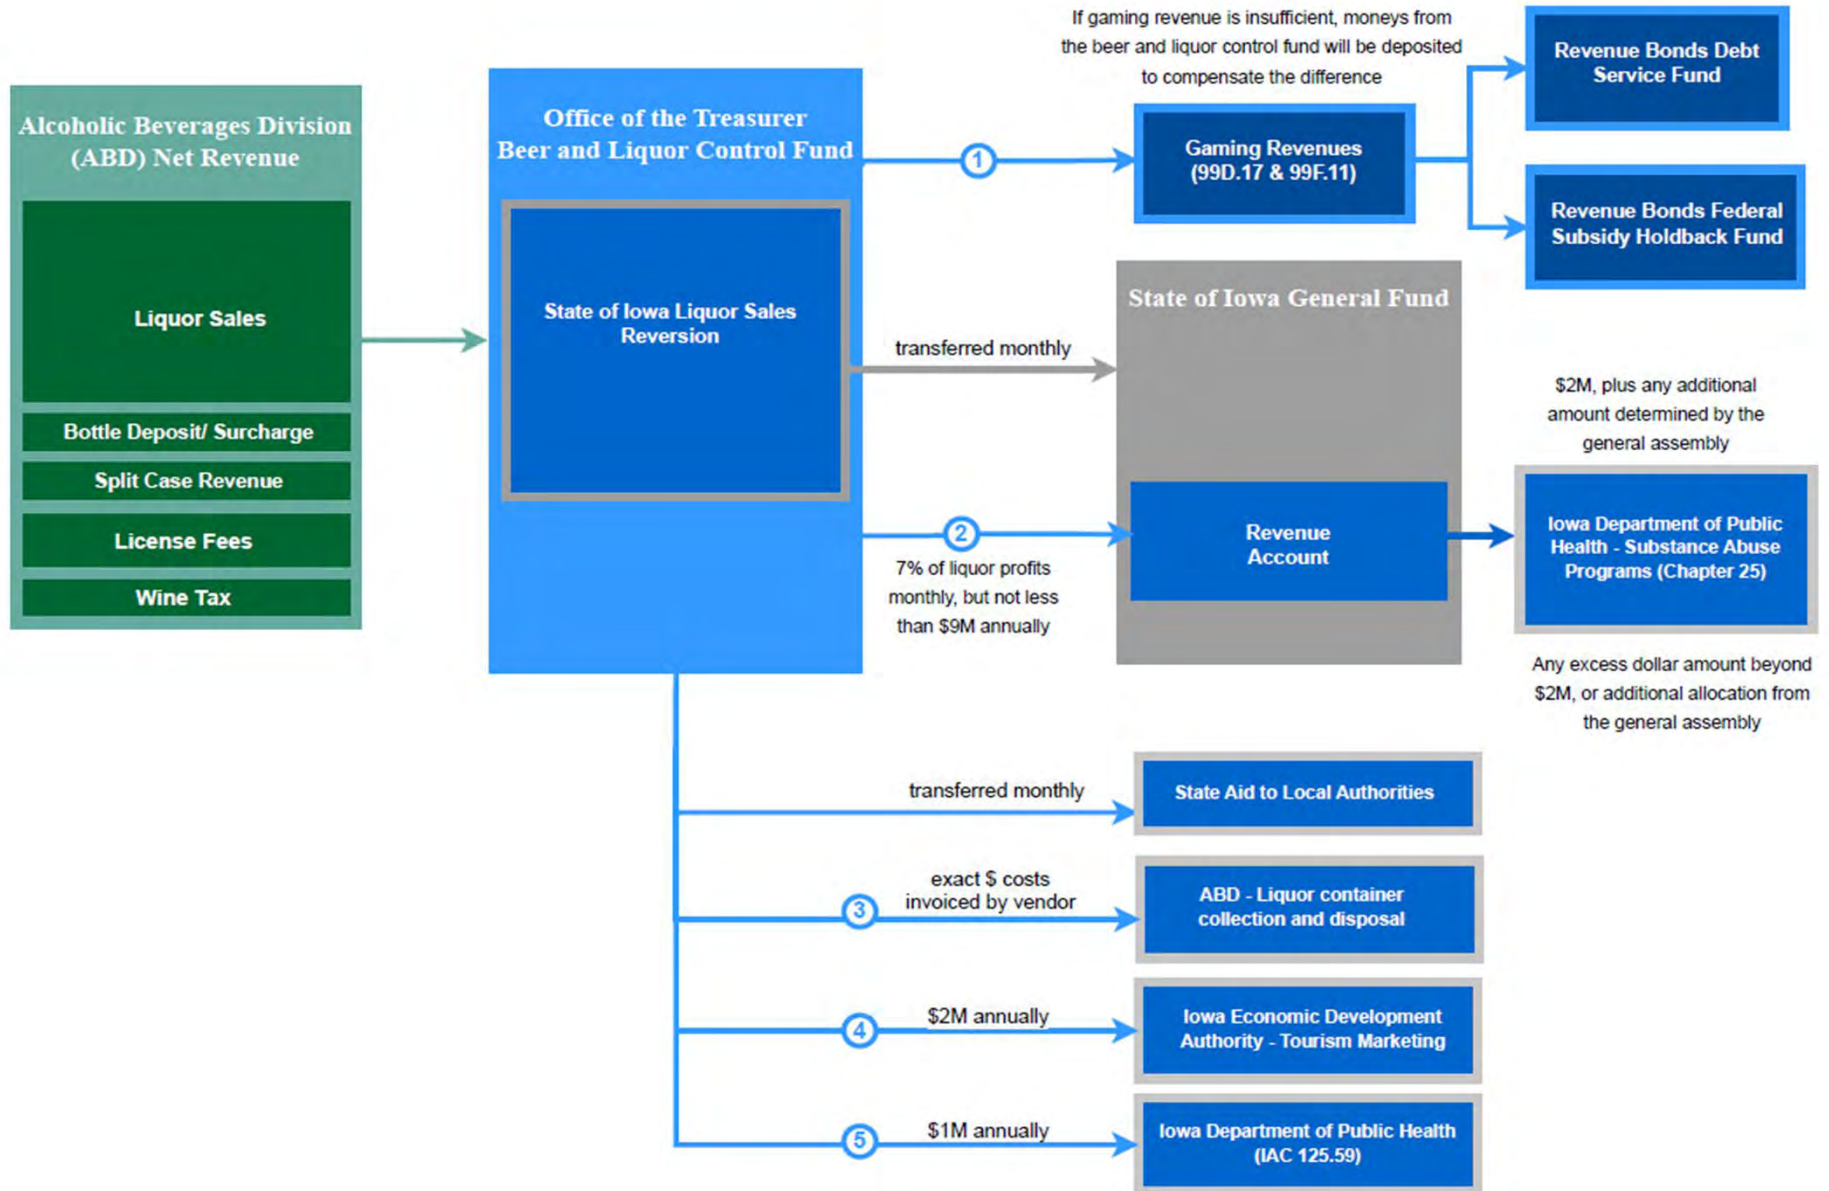 Alcoholic Beverages Division
(ABD) Net Revenue
Liquor Sales
Bottle Deposit/ Surcharge
Split Case Revenue
License Fees
Wine Tax
Office of the Treasurer
Beer and Liquor Control Fund
State of Iowa Liquor Sales
Reversion
If gaming revenue is insufficient, moneys from
the beer and liquor control fund will be deposited
to compensate the difference
1
Gaming Revenues
(99D.17 & 99F.11)
Revenue Bonds Debt
Service Fund
Revenue Bonds Federal
Subsidy Holdback Fund
transferred monthly
State of Iowa General Fund
2
7% of liquor profits
monthly, but not less
than $9M annually
Revenue
Account
$2M, plus any additional
amount determined by the
general assembly
Iowa Department of Public
Health - Substance Abuse
Programs (Chapter 25)
Any excess dollar amount beyond
$2M, or additional allocation from
the general assembly
transferred monthly
State Aid to Local Authorities
3
exact $ costs
invoiced by vendor
ABD - Liquor container
collection and disposal
4
$2M annually
Iowa Economic Development
Authority - Tourism Marketing
5
$1M annually
Iowa Department of Public Health
(IAC 125.59)